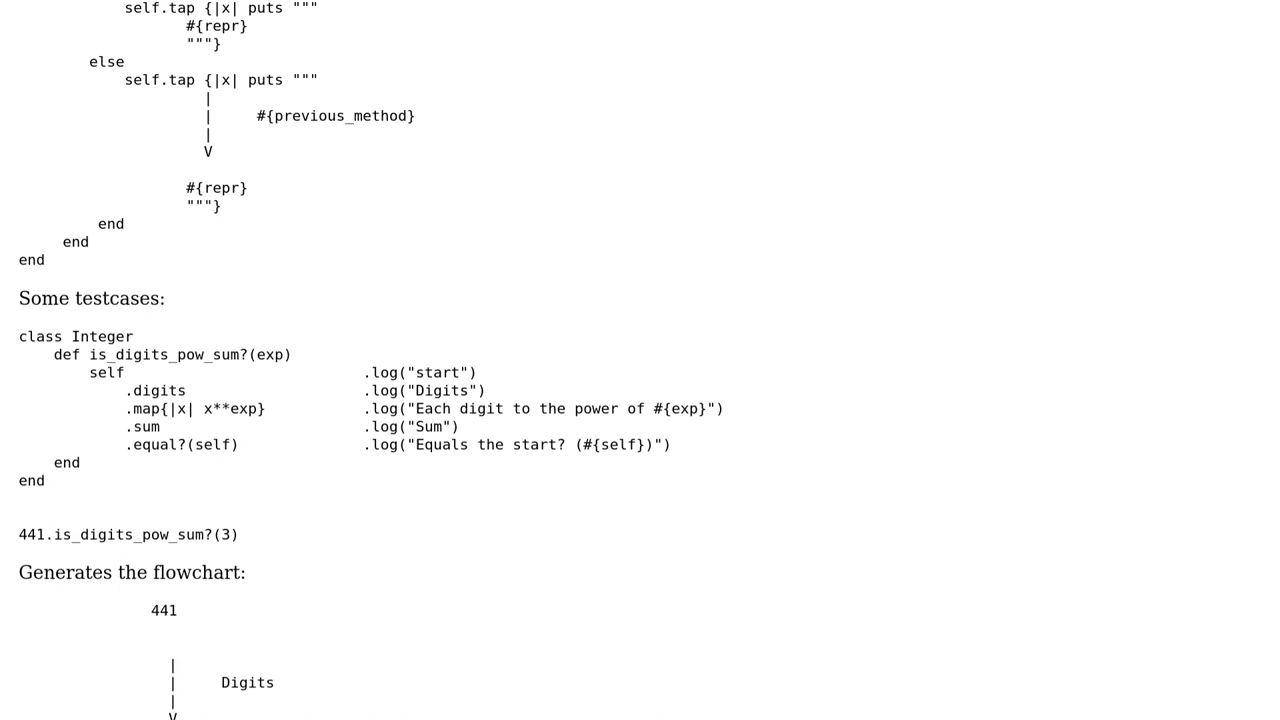 self.tap {|x| puts """
                   #{repr}
                   """}
        else
            self.tap {|x| puts """
                     |
                     |     #{previous_method}
                     |
                     V

                   #{repr}
                   """}
         end
     end
end
Some testcases:
class Integer
    def is_digits_pow_sum?(exp)
        self                           .log("start")
            .digits                    .log("Digits")
            .map{|x| x**exp}           .log("Each digit to the power of #{exp}")
            .sum                       .log("Sum")
            .equal?(self)              .log("Equals the start? (#{self})")
    end
end


441.is_digits_pow_sum?(3)
Generates the flowchart:
               441


                 |
                 |     Digits
                 |
                 V